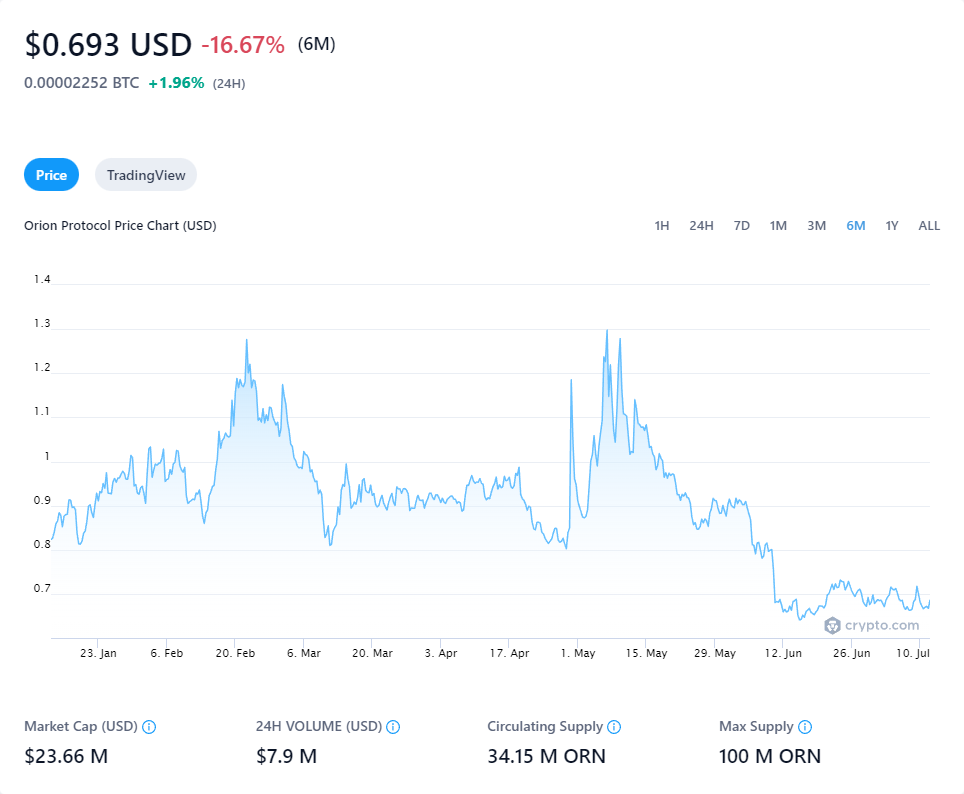 $0.693 USD -16.67% (6M)
0.00002252 BTC +1.96% (24H)
Price TradingView
Orion Protocol Price Chart (USD) 1H 24H 7D 1M 3M 6M 1Y ALL
1.4
1.3
1.2
1.1
1
0.9
0.8
0.7
crypto.com
23. Jan 6. Feb 20. Feb 6. Mar 20. Mar 3. Apr 17. Apr 1. May 15. May 29. May 12. Jun 26. Jun 10. Jul
Market Cap (USD) 24H VOLUME (USD) Circulating Supply Max Supply
$23.66 M $7.9 M 34.15 M ORN 100 M ORN